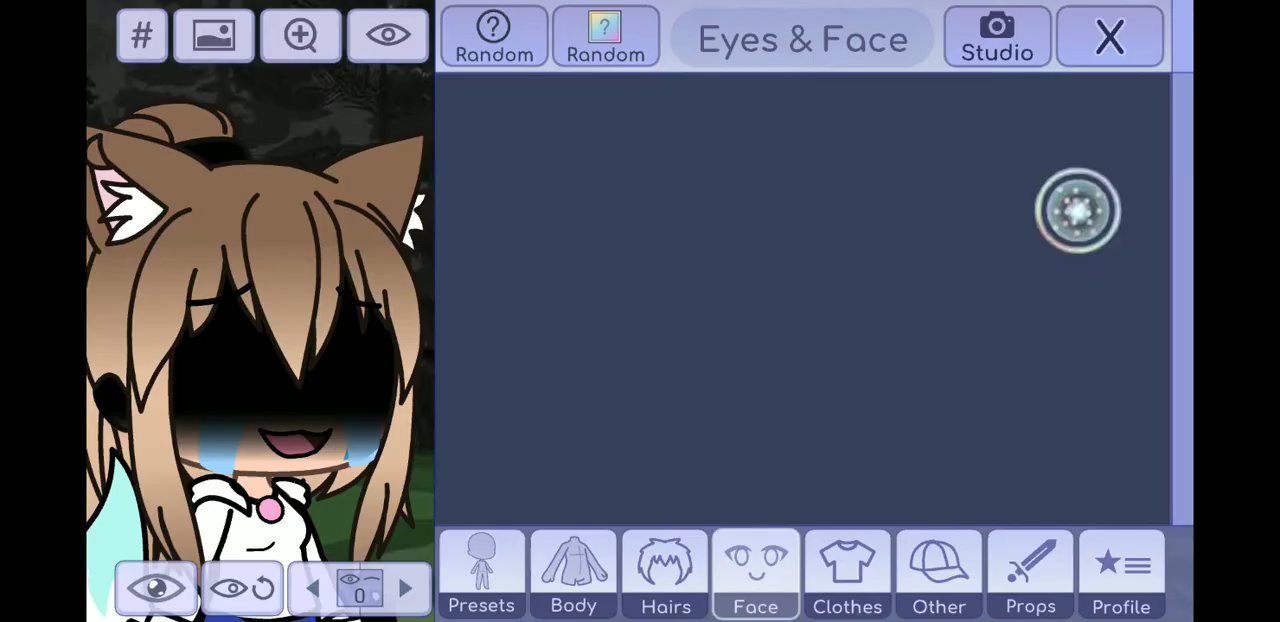 #
? Random
? Random
Eyes & Face
Studio
X
0
Presets
Body
Hairs
Face
Clothes
Other
Props
Profile